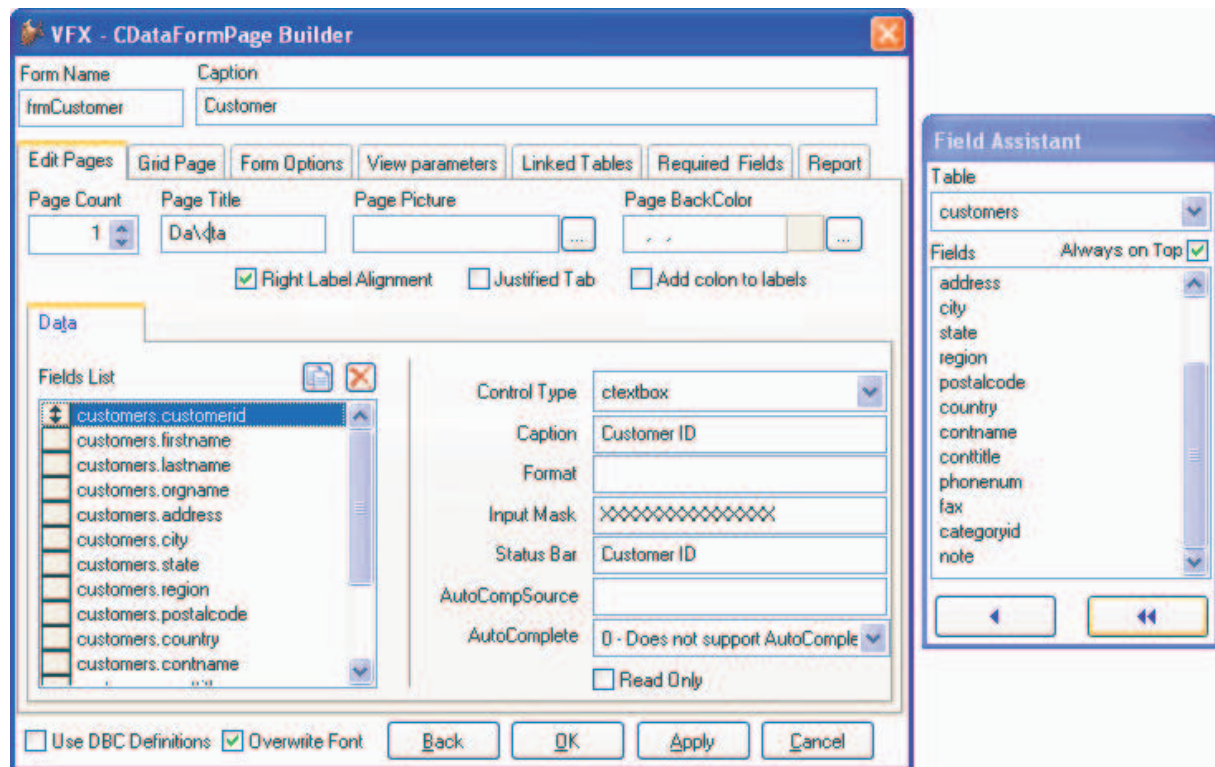 VFX - CDataFormPage Builder
Form Name
Caption
frmCustomer
Customer
Edit Pages
Grid Page
Form Options
View parameters
Linked Tables
Required Fields
Report
Page Count
Page Title
Page Picture
Page BackColor
1
Da\<ta
...
, ,
...
Right Label Alignment
Justified Tab
Add colon to labels
Data
Fields List
customers.customerid
customers.firstname
customers.lastname
customers.orgname
customers.address
customers.city
customers.state
customers.region
customers.postalcode
customers.country
customers.contname
Control Type
ctextbox
Caption
Customer ID
Format
Input Mask
XXXXXXXXXXXXXXX
Status Bar
Customer ID
AutoCompSource
AutoComplete
0 - Does not support AutoComple
Read Only
Use DBC Definitions
Overwrite Font
Back
OK
Apply
Cancel
Field Assistant
Table
customers
Fields
Always on Top
address
city
state
region
postalcode
country
contname
conttitle
phonenum
fax
categoryid
note